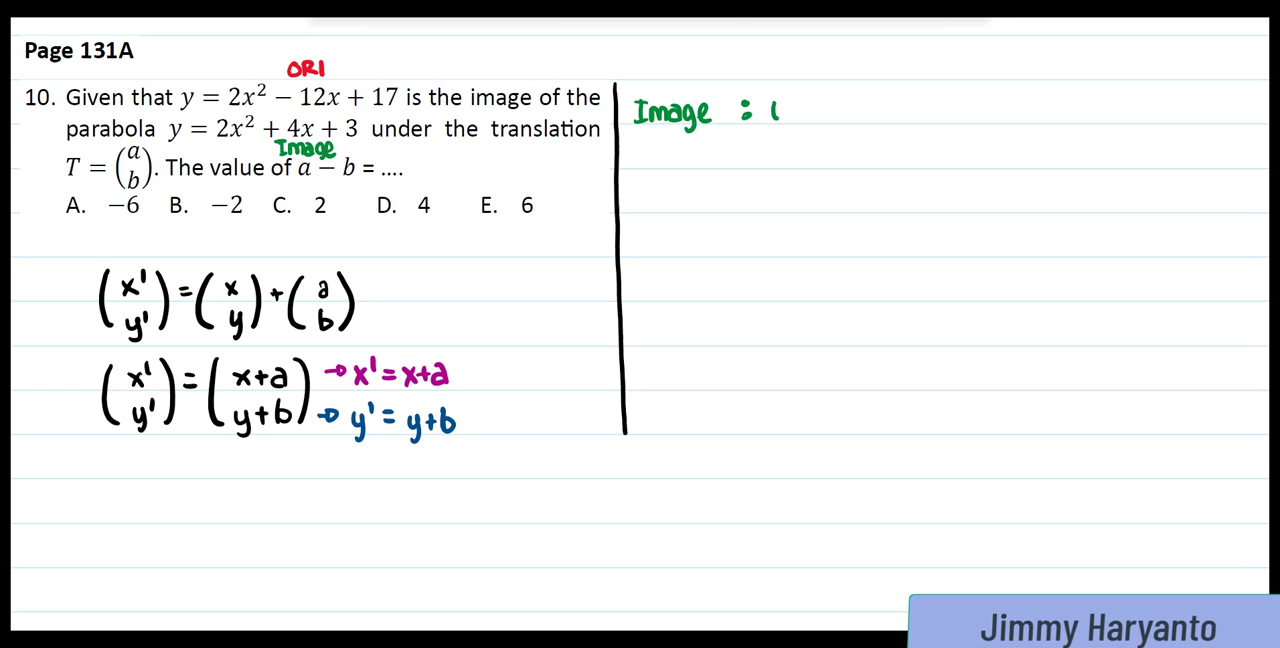 Page 131A
ORI
10. Given that y = 2x² − 12x + 17 is the image of the
parabola y = 2x² + 4x + 3 under the translation
Image
T = (a b). The value of a − b = ....
A. −6 B. −2 C. 2 D. 4 E. 6
Image : (
(x' y') = (x y) + (a b)
(x' y') = (x+a y+b) → x' = x+a
→ y' = y+b
Jimmy Haryanto